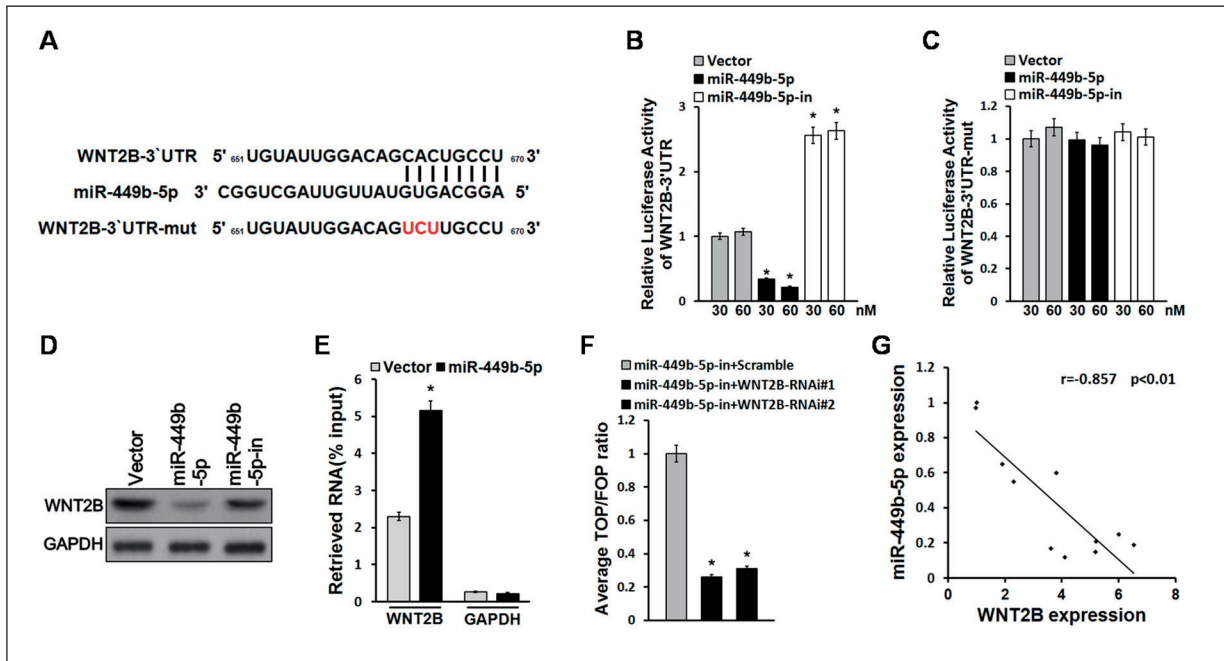 A
WNT2B-3`UTR 5' 651 UGUAUUGGACAGCACUGCCU 670 3'
miR-449b-5p 3' CGGUCGAUUGUUAUGUGACGGA 5'
WNT2B-3`UTR-mut 5' 651 UGUAUUGGACAGUCUUGCCU 670 3'
B
Vector
miR-449b-5p
miR-449b-5p-in
Relative Luciferase Activity
of WNT2B-3'UTR
3
2
1
0
* * * *
30 60 30 60 30 60 nM
C
Vector
miR-449b-5p
miR-449b-5p-in
Relative Luciferase Activity
of WNT2B-3'UTR-mut
1.2
1
0.8
0.6
0.4
0.2
0
30 60 30 60 30 60 nM
D
Vector
miR-449b
-5p
miR-449b
-5p-in
WNT2B
GAPDH
E
Vector miR-449b-5p
Retrieved RNA(% input)
6
5
4
3
2
1
0
*
WNT2B GAPDH
F
miR-449b-5p-in+Scramble
miR-449b-5p-in+WNT2B-RNAi#1
miR-449b-5p-in+WNT2B-RNAi#2
Average TOP/FOP ratio
1.2
1
0.8
0.6
0.4
0.2
0
* *
G
r=-0.857 p<0.01
miR-449b-5p expression
1.2
1
0.8
0.6
0.4
0.2
0
0 2 4 6 8
WNT2B expression